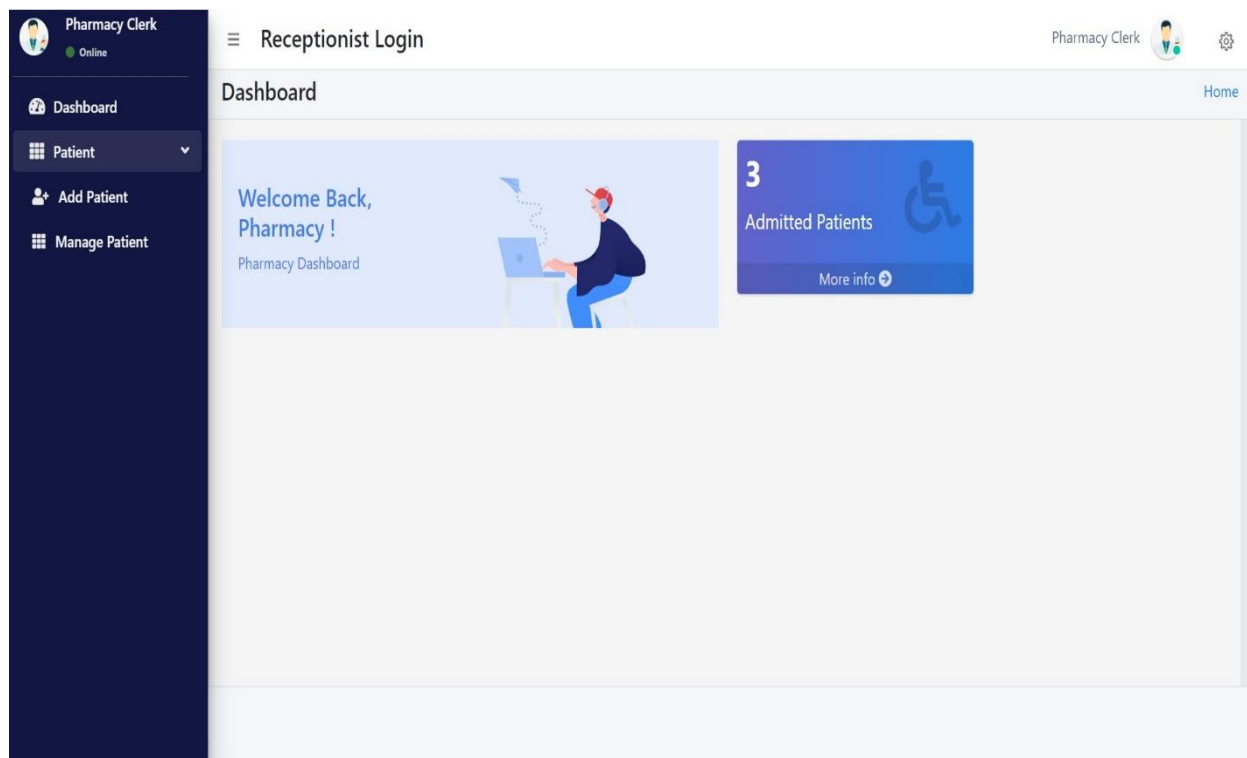 Pharmacy Clerk
Online
Dashboard
Patient
Add Patient
Manage Patient
Receptionist Login
Pharmacy Clerk
Dashboard
Home
Welcome Back,
Pharmacy !
Pharmacy Dashboard
3
Admitted Patients
More info